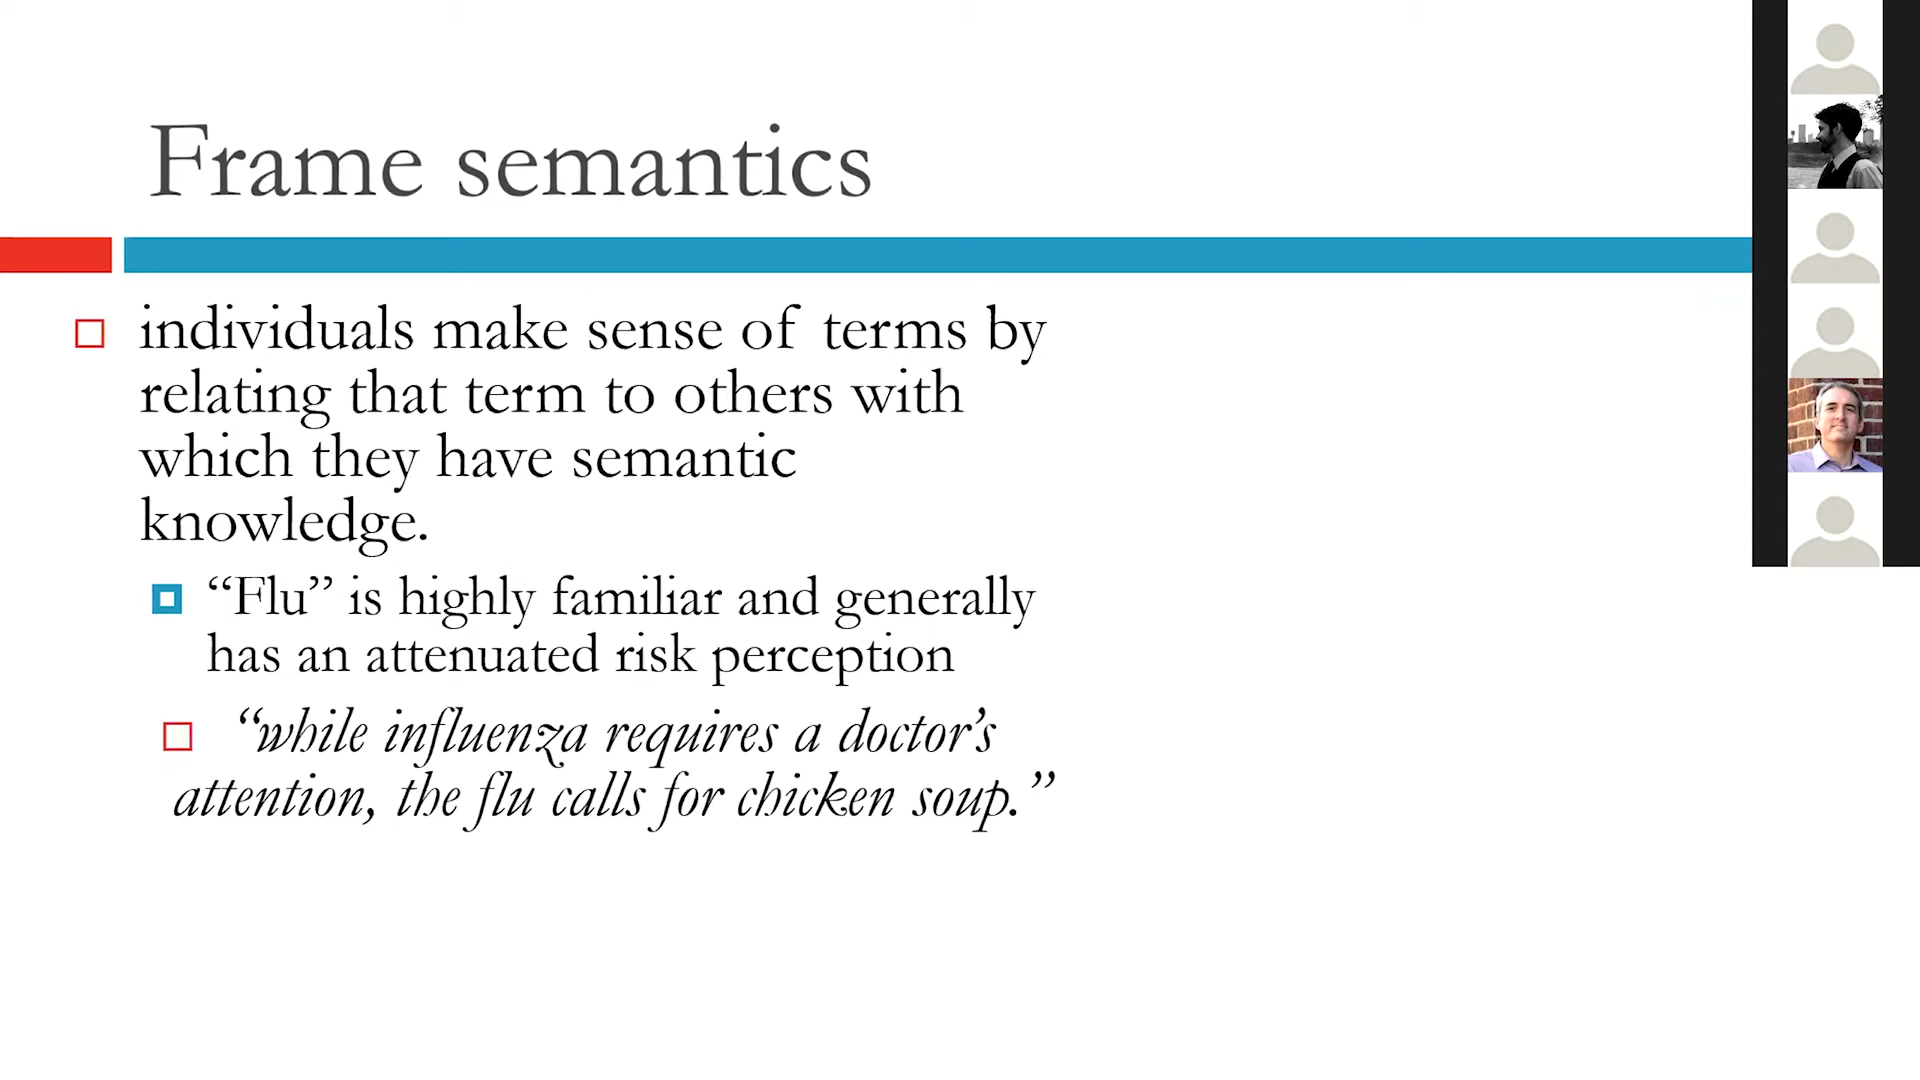 Frame semantics
individuals make sense of terms by
relating that term to others with
which they have semantic
knowledge.
“Flu” is highly familiar and generally
has an attenuated risk perception
“while influenza requires a doctor’s
attention, the flu calls for chicken soup.”